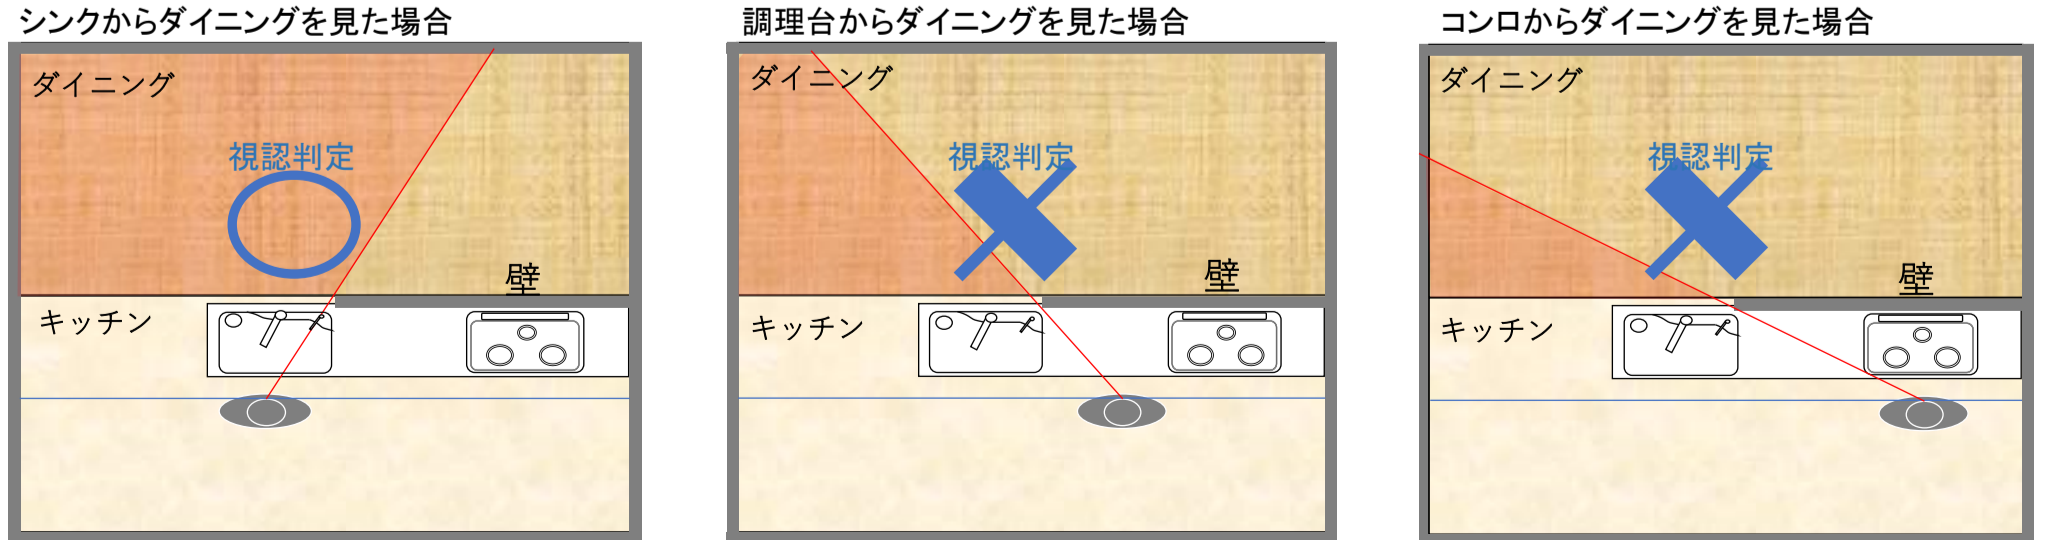 シンクからダイニングを見た場合
ダイニング
視認判定
壁
キッチン
調理台からダイニングを見た場合
ダイニング
視認判定
壁
キッチン
コンロからダイニングを見た場合
ダイニング
視認判定
壁
キッチン